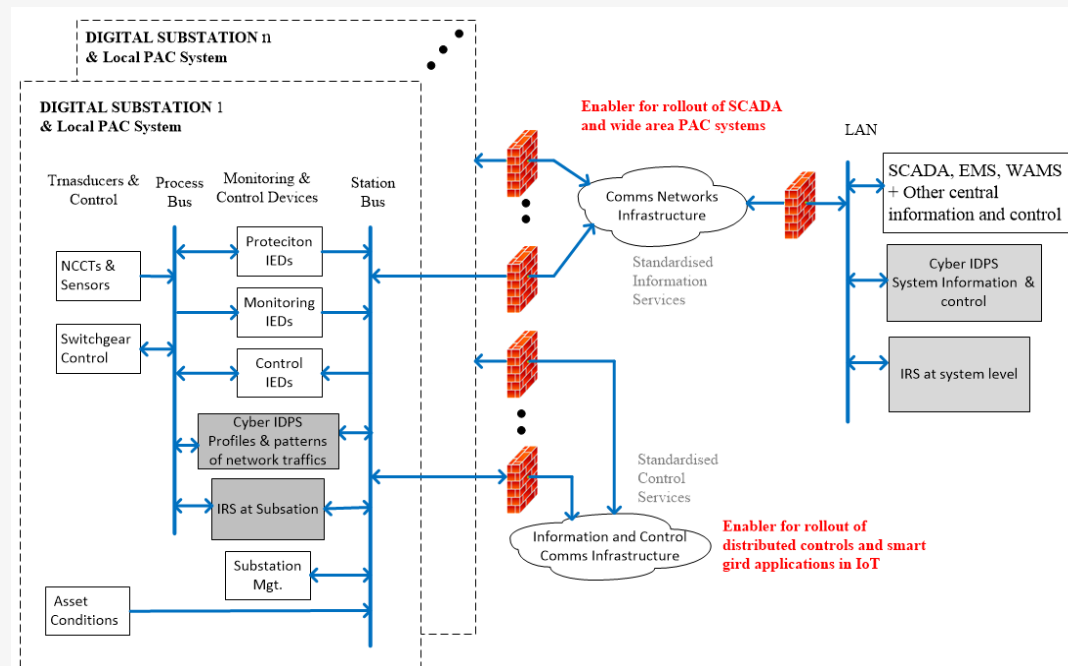 DIGITAL SUBSTATION n
& Local PAC System
DIGITAL SUBSTATION 1
& Local PAC System
Trnasducers &
Control
Process
Bus
Monitoring &
Control Devices
Station
Bus
NCCTs &
Sensors
Switchgear
Control
Proteciton
IEDs
Monitoring
IEDs
Control
IEDs
Cyber IDPS
Profiles & patterns
of network traffics
IRS at Subsation
Substation
Mgt.
Asset
Conditions
Enabler for rollout of SCADA
and wide area PAC systems
Comms Networks
Infrastructure
Standardised
Information
Services
Standardised
Control
Services
Information and Control
Comms Infrastructure
Enabler for rollout of
distributed controls and smart
gird applications in IoT
LAN
SCADA, EMS, WAMS
+ Other central
information and control
Cyber IDPS
System Information & 
control
IRS at system level